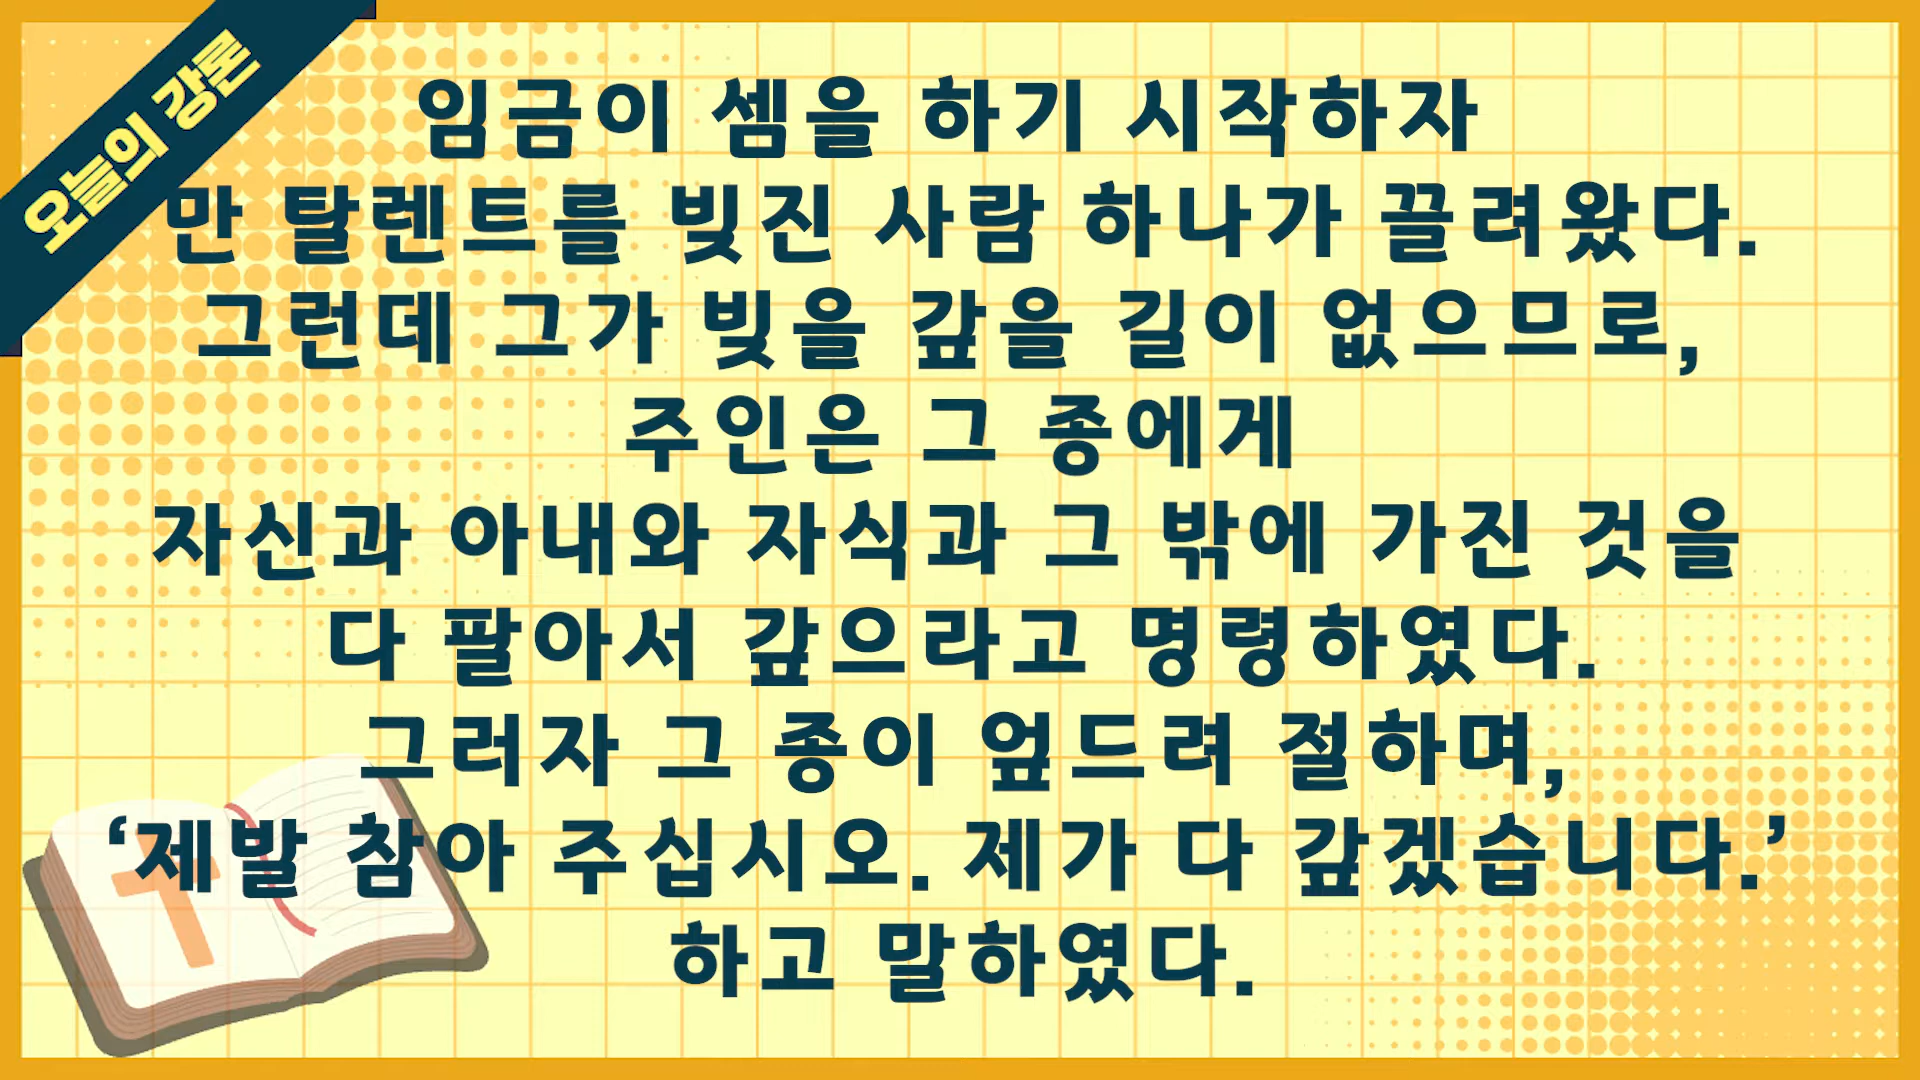 오늘의 강론
임금이 셈을 하기 시작하자
만 탈렌트를 빚진 사람 하나가 끌려왔다.
그런데 그가 빚을 갚을 길이 없으므로,
주인은 그 종에게
자신과 아내와 자식과 그 밖에 가진 것을
다 팔아서 갚으라고 명령하였다.
그러자 그 종이 엎드려 절하며,
‘제발 참아 주십시오. 제가 다 갚겠습니다.’
하고 말하였다.